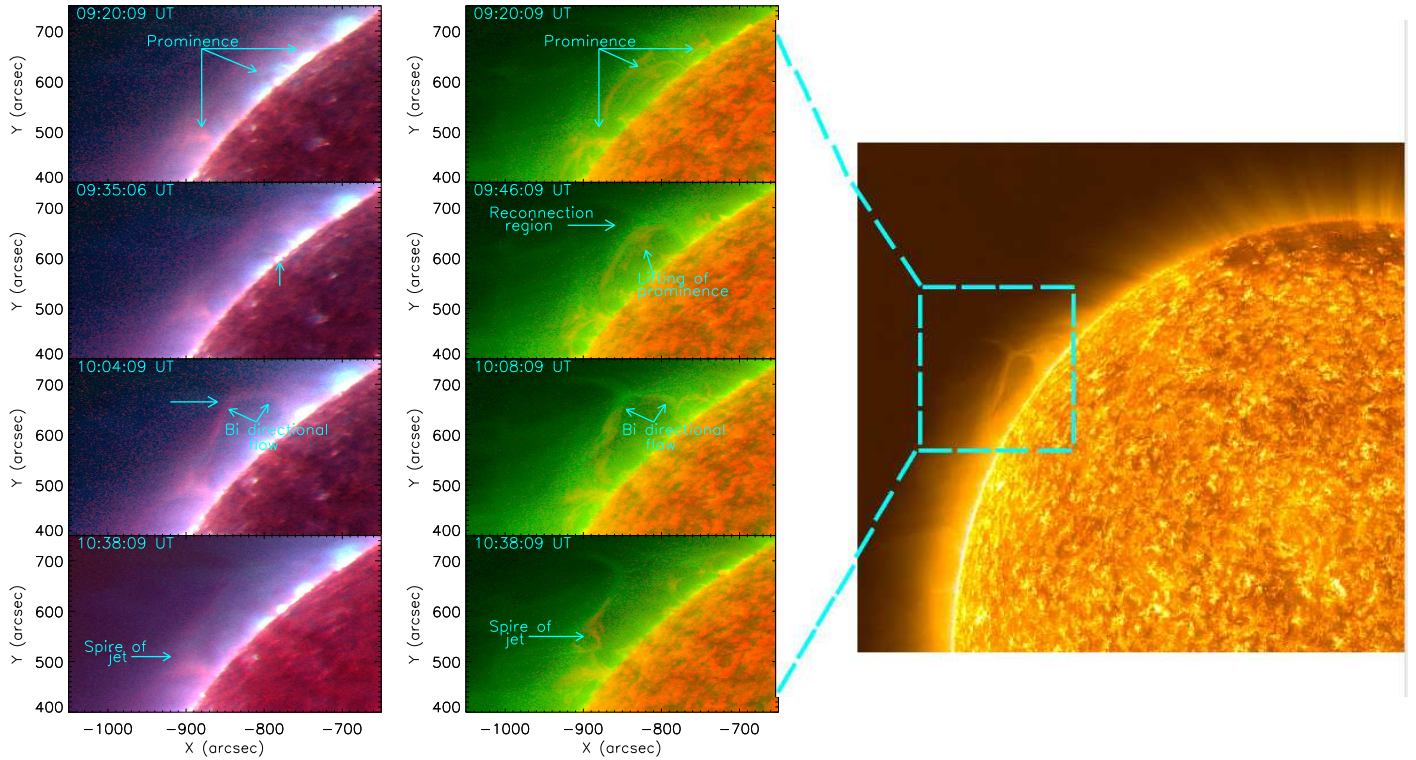 09:20:09 UT
Prominence
700
600
500
400
Y (arcsec)
09:35:06 UT
700
600
500
400
Y (arcsec)
10:04:09 UT
Bi directional
flow
700
600
500
400
Y (arcsec)
10:38:09 UT
Spire of
jet
700
600
500
400
Y (arcsec)
−1000
−900
−800
−700
X (arcsec)
09:20:09 UT
Prominence
700
600
500
400
Y (arcsec)
09:46:09 UT
Reconnection
region
Lifting of
prominence
700
600
500
400
Y (arcsec)
10:08:09 UT
Bi directional
flow
700
600
500
400
Y (arcsec)
10:38:09 UT
Spire of
jet
700
600
500
400
Y (arcsec)
−1000
−900
−800
−700
X (arcsec)